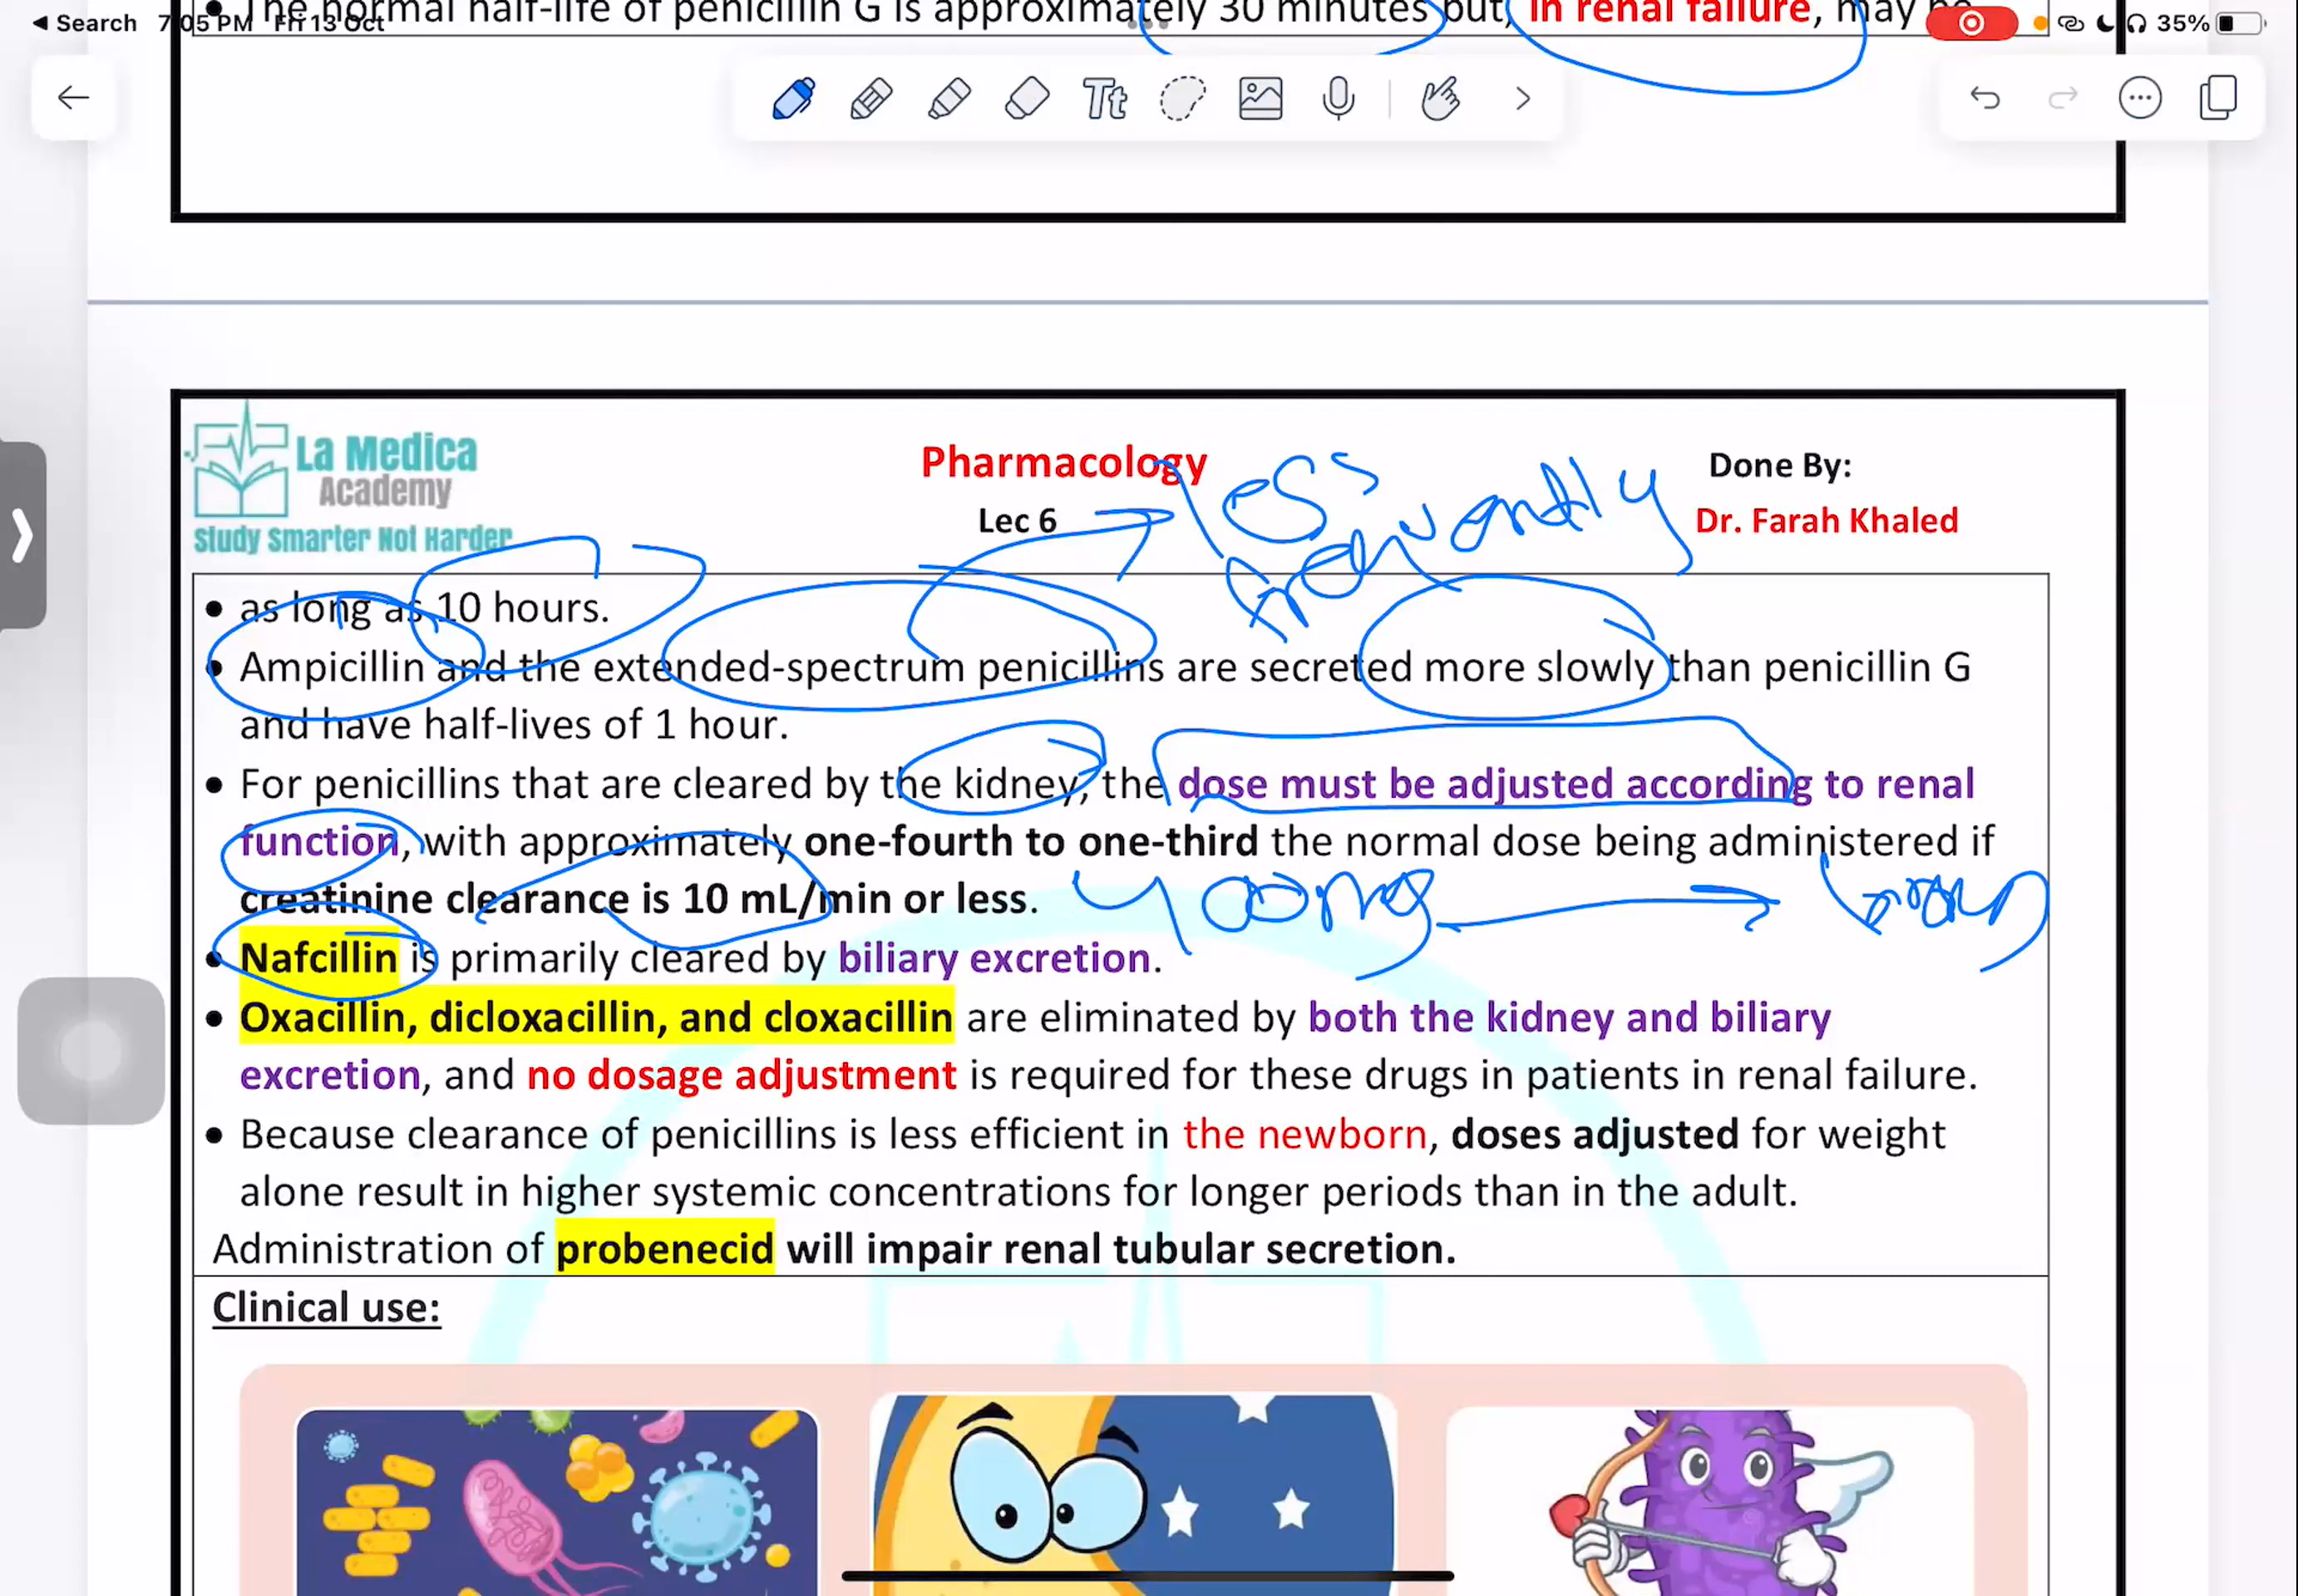 • The normal half-life of penicillin G is approximately 30 minutes but, in renal failure, may be
◀ Search 7:05 PM Fri 13 Oct 35%
Tt
La Medica
Academy
Study Smarter Not Harder
Pharmacology
Lec 6
Done By:
Dr. Farah Khaled
less
frequently
• as long as 10 hours.
• Ampicillin and the extended-spectrum penicillins are secreted more slowly than penicillin G
and have half-lives of 1 hour.
• For penicillins that are cleared by the kidney, the dose must be adjusted according to renal
function, with approximately one-fourth to one-third the normal dose being administered if
creatinine clearance is 10 mL/min or less.
• Nafcillin is primarily cleared by biliary excretion.
• Oxacillin, dicloxacillin, and cloxacillin are eliminated by both the kidney and biliary
excretion, and no dosage adjustment is required for these drugs in patients in renal failure.
• Because clearance of penicillins is less efficient in the newborn, doses adjusted for weight
alone result in higher systemic concentrations for longer periods than in the adult.
Administration of probenecid will impair renal tubular secretion.
Clinical use: